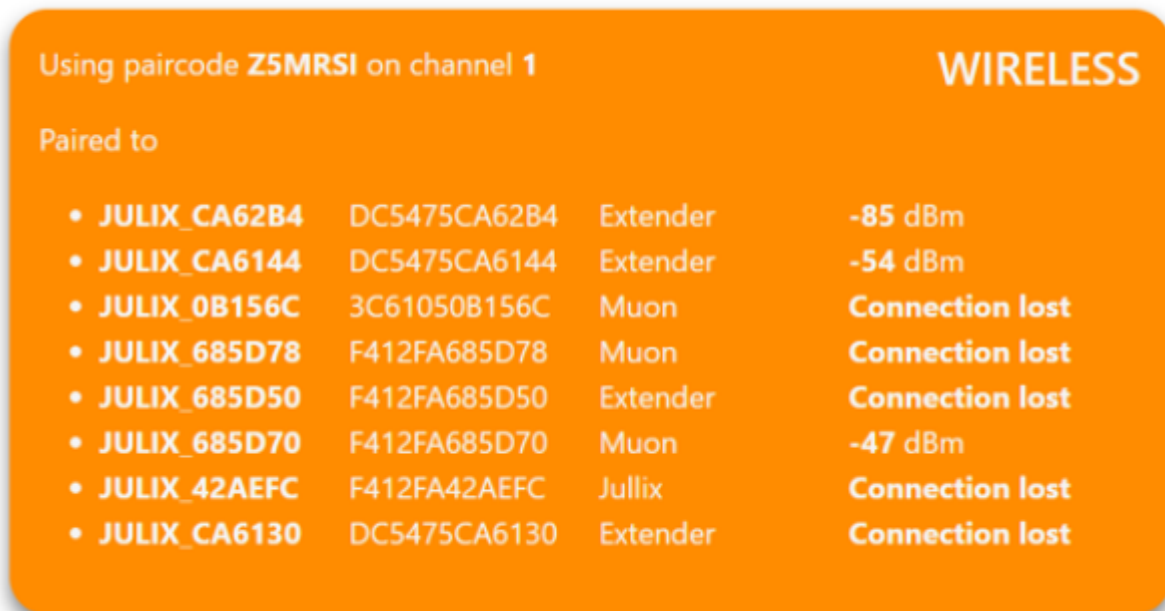 Using paircode Z5MRSI on channel 1
WIRELESS
Paired to
• JULIX_CA62B4 DC5475CA62B4 Extender -85 dBm
• JULIX_CA6144 DC5475CA6144 Extender -54 dBm
• JULIX_0B156C 3C61050B156C Muon Connection lost
• JULIX_685D78 F412FA685D78 Muon Connection lost
• JULIX_685D50 F412FA685D50 Extender Connection lost
• JULIX_685D70 F412FA685D70 Muon -47 dBm
• JULIX_42AEFC F412FA42AEFC Jullix Connection lost
• JULIX_CA6130 DC5475CA6130 Extender Connection lost